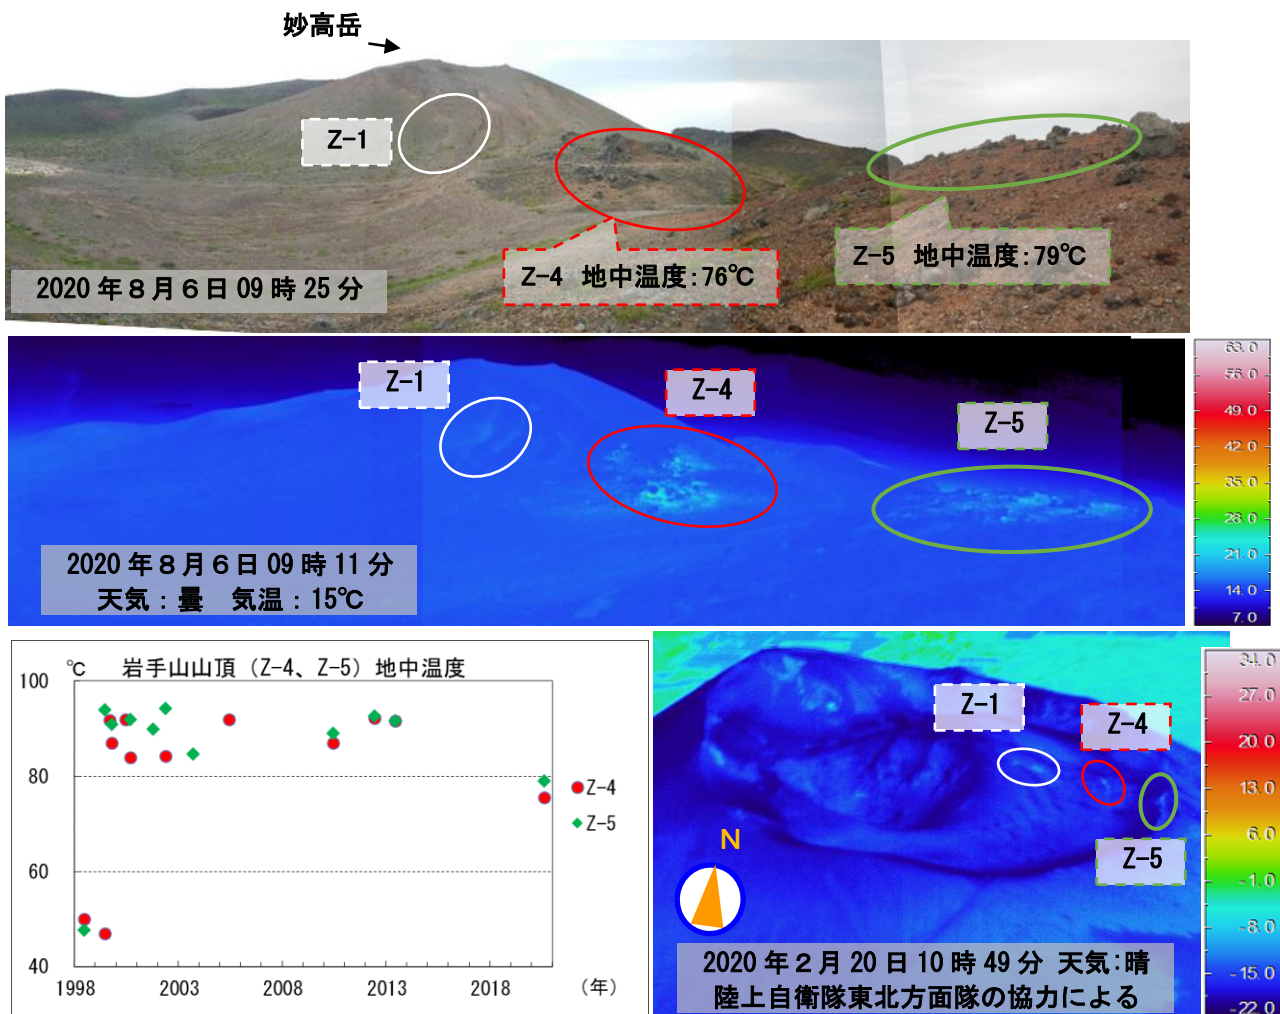 妙高岳
Z-1
Z-4 地中温度：76℃
Z-5 地中温度：79℃
2020年８月６日09時25分
Z-1
Z-4
Z-5
2020年８月６日09時11分
天気：曇 気温：15℃
63.0
56.0
49.0
42.0
35.0
28.0
21.0
14.0
7.0
℃ 岩手山山頂（Z-4、Z-5）地中温度
100
80
60
40
1998 2003 2008 2013 2018 （年）
Z-4
Z-5
Z-1
Z-4
Z-5
N
2020年２月20日10時49分 天気：晴
陸上自衛隊東北方面隊の協力による
34.0
27.0
20.0
13.0
6.0
-1.0
-8.0
-15.0
-22.0